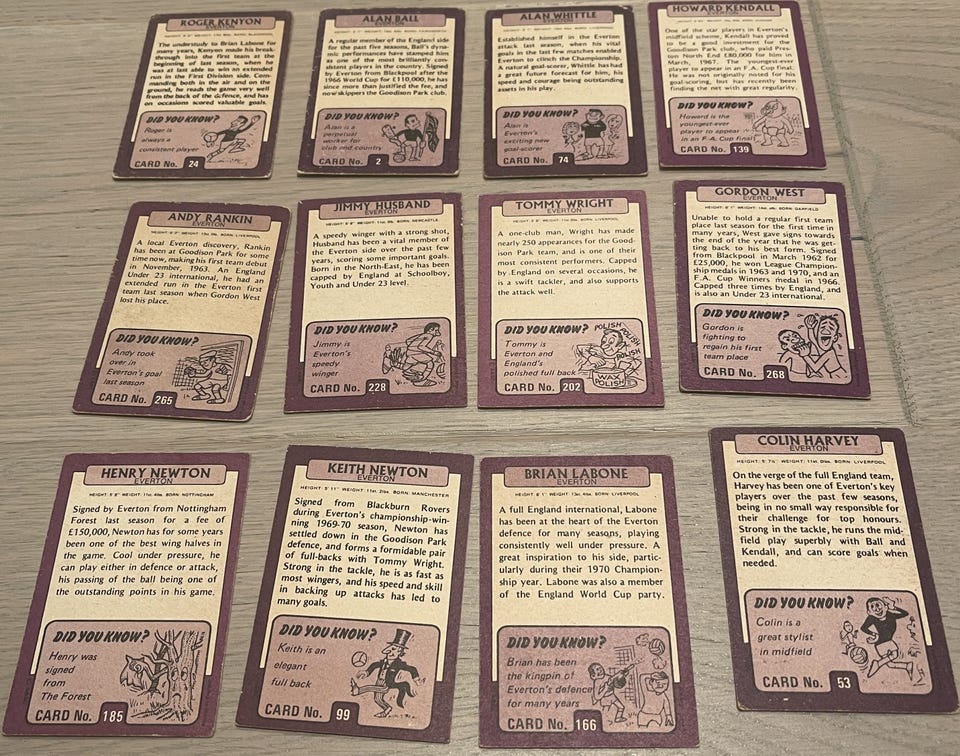 ROGER KENYON
EVERTON
The understudy to Brian Labone for
many years, Kenyon made his break-
through into the first team at the
beginning of last season, when he
was at last able to win an extended
run in the First Division side. Com-
manding both in the air and on the
ground, he reads the game very well
from the back of the defence, and has
on occasions scored valuable goals.
DID YOU KNOW?
Roger is
always a
consistent player
CARD No. 24
ALAN BALL
EVERTON
A regular member of the England side
for the past five seasons, Ball's dyna-
mic performances have stamped him
as one of the most brilliantly con-
sistent players in the country. Signed
by Everton from Blackpool after the
1966 World Cup for £110,000, he has
since more than justified the fee, and
now skippers the Goodison Park club.
DID YOU KNOW?
Alan is a
perpetual
worker for
club and country
CARD No. 2
ALAN WHITTLE
EVERTON
Established himself in the Everton
attack last season, when his vital
goals in the last few matches enabled
Everton to clinch the Championship.
A natural goal-scorer, Whittle has had
a great future forecast for him, his
speed and courage being outstanding
assets in his play.
DID YOU KNOW?
Alan is
Everton's
exciting new
goal-scorer
CARD No. 74
HOWARD KENDALL
EVERTON
One of the star players in Everton's
midfield scheme, Kendall has proved
to be a good investment for the
Goodison Park club, who paid Pres-
ton North End £80,000 for him in
March, 1967. The youngest-ever
player to appear in an F.A. Cup final.
He was not originally noted for his
goal-scoring, but has recently been
finding the net with great regularity.
DID YOU KNOW?
Howard is the
youngest-ever
player to appear
in an F-A. Cup final
CARD No. 139
ANDY RANKIN
EVERTON
A local Everton discovery, Rankin
has been at Goodison Park for some
time now, making his first team debut
in November, 1963. An England
Under 23 international, he had an
extended run in the Everton first
team last season when Gordon West
lost his place.
DID YOU KNOW?
Andy took
over in
Everton's goal
last season
CARD No. 265
JIMMY HUSBAND
EVERTON
A speedy winger with a strong shot,
Husband has been a vital member of
the Everton side over the past few
years, scoring some important goals.
Born in the North-East, he has been
capped by England at Schoolboy,
Youth and Under 23 level.
DID YOU KNOW?
Jimmy is
Everton's
speedy
winger
CARD No. 228
TOMMY WRIGHT
EVERTON
A one-club man, Wright has made
nearly 250 appearances for the Good-
ison Park team, and is one of their
most consistent performers. Capped
by England on several occasions, he is
a swift tackler, and also supports
the attack well.
DID YOU KNOW?
Tommy is
Everton and
England's
polished full back
POLISH
POLISH
POLISH
WAX
POLISH
CARD No. 202
GORDON WEST
EVERTON
Unable to hold a regular first team
place last season for the first time in
many years, West gave signs towards
the end of the year that he was get-
ting back to his best form. Signed
from Blackpool in March 1962 for
£25,000, he won League Champion-
ship medals in 1963 and 1970, and an
F.A. Cup Winners medal in 1966.
Capped three times by England, and
is also an Under 23 international.
DID YOU KNOW?
Gordon is
fighting to
regain his first
team place
CARD No. 268
HENRY NEWTON
EVERTON
BORN NOTTINGHAM
Signed by Everton from Nottingham
Forest last season for a fee of
£150,000, Newton has for some years
been one of the best wing halves in
the game. Cool under pressure, he
can play either in defence or attack,
his passing of the ball being one of
the outstanding points in his game.
DID YOU KNOW?
Henry was
signed
from
The Forest
CARD No. 185
KEITH NEWTON
EVERTON
BORN MANCHESTER
Signed from Blackburn Rovers
during Everton's championship-win-
ning 1969-70 season, Newton has
settled down in the Goodison Park
defence, and forms a formidable pair
of full-backs with Tommy Wright.
Strong in the tackle, he is as fast as
most wingers, and his speed and skill
in backing up attacks has led to
many goals.
DID YOU KNOW?
Keith is an
elegant
full back
CARD No. 99
BRIAN LABONE
EVERTON
BORN LIVERPOOL
A full England international, Labone
has been at the heart of the Everton
defence for many seasons, playing
consistently well under pressure. A
great inspiration to his side, partic-
ularly during their 1970 Champion-
ship year. Labone was also a member
of the England World Cup party.
DID YOU KNOW?
Brian has been
the kingpin of
Everton's defence
for many years
CARD No. 166
COLIN HARVEY
EVERTON
BORN LIVERPOOL
On the verge of the full England team,
Harvey has been one of Everton's key
players over the past few seasons,
being in no small way responsible for
their challenge for top honours.
Strong in the tackle, he runs the mid-
field play superbly with Ball and
Kendall, and can score goals when
needed.
DID YOU KNOW?
Colin is a
great stylist
in midfield
CARD No. 53